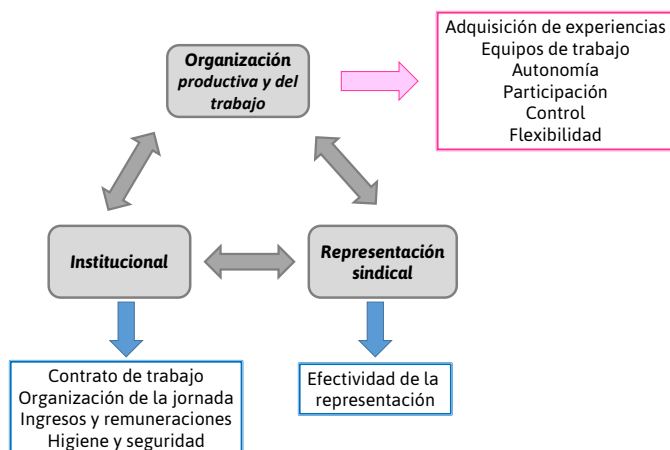 Organización
productiva y del
trabajo
Adquisición de experiencias
Equipos de trabajo
Autonomía
Participación
Control
Flexibilidad
Institucional
Representación
sindical
Contrato de trabajo
Organización de la jornada
Ingresos y remuneraciones
Higiene y seguridad
Efectividad de la
representación